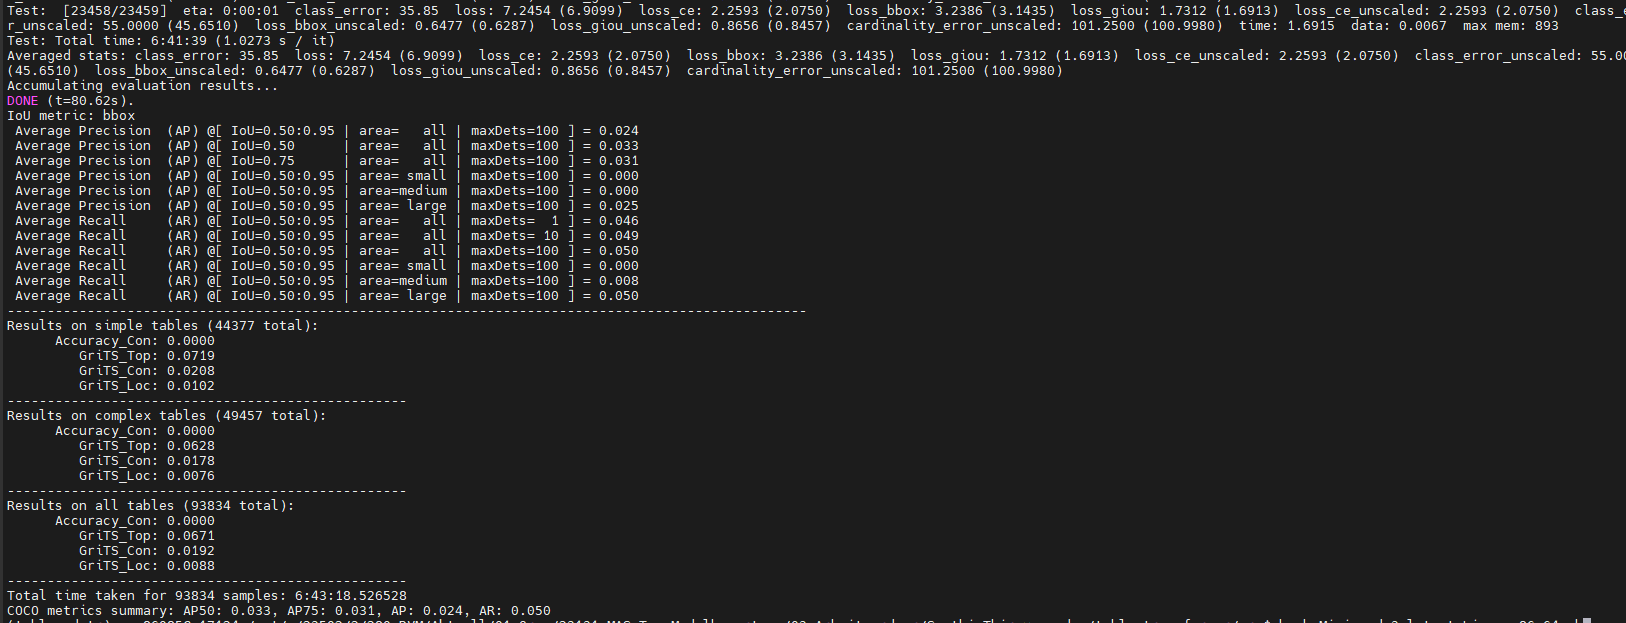 Test:  [23458/23459]  eta: 0:00:01  class_error: 35.85  loss: 7.2454 (6.9099)  loss_ce: 2.2593 (2.0750)  loss_bbox: 3.2386 (3.1435)  loss_giou: 1.7312 (1.6913)  loss_ce_unscaled: 2.2593 (2.0750)  class_e
r_unscaled: 55.0000 (45.6510)  loss_bbox_unscaled: 0.6477 (0.6287)  loss_giou_unscaled: 0.8656 (0.8457)  cardinality_error_unscaled: 101.2500 (100.9980)  time: 1.6915  data: 0.0067  max mem: 893
Test: Total time: 6:41:39 (1.0273 s / it)
Averaged stats: class_error: 35.85  loss: 7.2454 (6.9099)  loss_ce: 2.2593 (2.0750)  loss_bbox: 3.2386 (3.1435)  loss_giou: 1.7312 (1.6913)  loss_ce_unscaled: 2.2593 (2.0750)  class_error_unscaled: 55.00
(45.6510)  loss_bbox_unscaled: 0.6477 (0.6287)  loss_giou_unscaled: 0.8656 (0.8457)  cardinality_error_unscaled: 101.2500 (100.9980)
Accumulating evaluation results...
DONE (t=80.62s).
IoU metric: bbox
Average Precision  (AP) @[ IoU=0.50:0.95 | area=   all | maxDets=100 ] = 0.024
Average Precision  (AP) @[ IoU=0.50      | area=   all | maxDets=100 ] = 0.033
Average Precision  (AP) @[ IoU=0.75      | area=   all | maxDets=100 ] = 0.031
Average Precision  (AP) @[ IoU=0.50:0.95 | area= small | maxDets=100 ] = 0.000
Average Precision  (AP) @[ IoU=0.50:0.95 | area=medium | maxDets=100 ] = 0.000
Average Precision  (AP) @[ IoU=0.50:0.95 | area= large | maxDets=100 ] = 0.025
Average Recall     (AR) @[ IoU=0.50:0.95 | area=   all | maxDets=  1 ] = 0.046
Average Recall     (AR) @[ IoU=0.50:0.95 | area=   all | maxDets= 10 ] = 0.049
Average Recall     (AR) @[ IoU=0.50:0.95 | area=   all | maxDets=100 ] = 0.050
Average Recall     (AR) @[ IoU=0.50:0.95 | area= small | maxDets=100 ] = 0.000
Average Recall     (AR) @[ IoU=0.50:0.95 | area=medium | maxDets=100 ] = 0.008
Average Recall     (AR) @[ IoU=0.50:0.95 | area= large | maxDets=100 ] = 0.050
----------------------------------------------------------------------------------------------------
Results on simple tables (44377 total):
Accuracy_Con: 0.0000
GriTS_Top: 0.0719
GriTS_Con: 0.0208
GriTS_Loc: 0.0102
--------------------------------------------------
Results on complex tables (49457 total):
Accuracy_Con: 0.0000
GriTS_Top: 0.0628
GriTS_Con: 0.0178
GriTS_Loc: 0.0076
--------------------------------------------------
Results on all tables (93834 total):
Accuracy_Con: 0.0000
GriTS_Top: 0.0671
GriTS_Con: 0.0192
GriTS_Loc: 0.0088
--------------------------------------------------
Total time taken for 93834 samples: 6:43:18.526528
COCO metrics summary: AP50: 0.033, AP75: 0.031, AP: 0.024, AR: 0.050